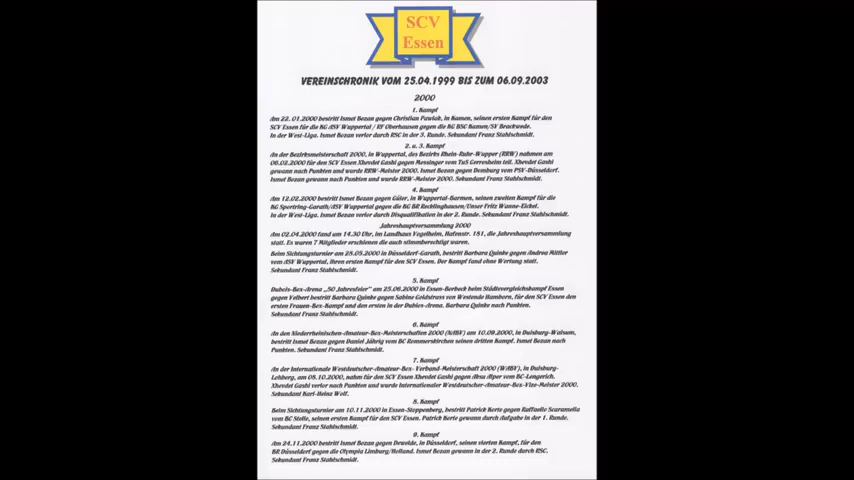 SCV
Essen
VEREINSCHRONIK VOM 25.04.1999 BIS ZUM 06.09.2003
2000
1. Kampf
Am 22.01.2000 bestritt Ismet Bezan gegen Christian Pawlak, in Kamen, seinen ersten Kampf für den
SCV Essen für die KG ASV Wuppertal / RF Oberhausen gegen die KG BSC Kamen/SV Brackwede.
In der West-Liga. Ismet Bezan verlor durch RSC in der 3. Runde. Sekundant Franz Stahlschmidt.
2. u. 3. Kampf
An der Bezirksmeisterschaft 2000, in Wuppertal, des Bezirks Rhein-Ruhr-Wupper (RRW) nahmen am
06.02.2000 für den SCV Essen Xhevdet Gashi gegen Messinger vom TuS Gerresheim teil. Xhevdet Gashi
gewann nach Punkten und wurde RRW-Meister 2000. Ismet Bezan gegen Domburg vom PSV-Düsseldorf.
Ismet Bezan gewann nach Punkten und wurde RRW-Meister 2000. Sekundant Franz Stahlschmidt.
4. Kampf
Am 12.02.2000 bestritt Ismet Bezan gegen Güler, in Wuppertal-Barmen, seinen zweiten Kampf für die
KG Sportring-Garath/ASV Wuppertal gegen die KG BR Recklinghausen/Unser Fritz Wanne-Eickel.
In der West-Liga. Ismet Bezan verlor durch Disqualifikation in der 2. Runde. Sekundant Franz Stahlschmidt.
Jahreshauptversammlung 2000
Am 02.04.2000 fand um 14.30 Uhr, im Landhaus Vogelheim, Hafenstr. 181, die Jahreshauptversammlung
statt. Es waren 7 Mitglieder erschienen die auch stimmberechtigt waren.
Beim Sichtungsturnier am 28.05.2000 in Düsseldorf-Garath, bestritt Barbara Quinke gegen Andrea Mittler
vom ASV Wuppertal, ihren ersten Kampf für den SCV Essen. Der Kampf fand ohne Wertung statt.
Sekundant Franz Stahlschmidt.
5. Kampf
Dubois-Box-Arena „50 Jahresfeier“ am 25.06.2000 in Essen-Borbeck beim Städtevergleichskampf Essen
gegen Velbert bestritt Barbara Quinke gegen Sabine Goldstrass von Westende Hamborn, für den SCV Essen den
ersten Frauen-Box-Kampf und den ersten in der Dubios-Arena. Barbara Quinke nach Punkten.
Sekundant Franz Stahlschmidt.
6. Kampf
An den Niederrheinischen-Amateur-Box-Meisterschaften 2000 (NABV) am 10.09.2000, in Duisburg-Walsum,
bestritt Ismet Bezan gegen Daniel Jährig vom BC Rommerskirchen seinen dritten Kampf. Ismet Bezan nach
Punkten. Sekundant Franz Stahlschmidt.
7. Kampf
An der Internationale Westdeutscher-Amateur-Box-Verband-Meisterschaft 2000 (WABV), in Duisburg-
Lehberg, am 08.10.2000, nahm für den SCV Essen Xhevdet Gashi gegen Aksu Alper vom BC-Lengerich.
Xhevdet Gashi verlor nach Punkten und wurde Internationaler Westdeutscher-Amateur-Box-Vize-Meister 2000.
Sekundant Karl-Heinz Wolf.
8. Kampf
Beim Sichtungsturnier am 10.11.2000 in Essen-Stoppenberg, bestritt Patrick Korte gegen Raffaelle Scaramella
vom BC Stolle, seinen ersten Kampf für den SCV Essen. Patrick Korte gewann durch Aufgabe in der 1. Runde.
Sekundant Franz Stahlschmidt.
9. Kampf
Am 24.11.2000 bestritt Ismet Bezan gegen Dewolde, in Düsseldorf, seinen vierten Kampf, für den
BR Düsseldorf gegen die Olympia Limburg/Holland. Ismet Bezan gewann in der 2. Runde durch RSC.
Sekundant Franz Stahlschmidt.